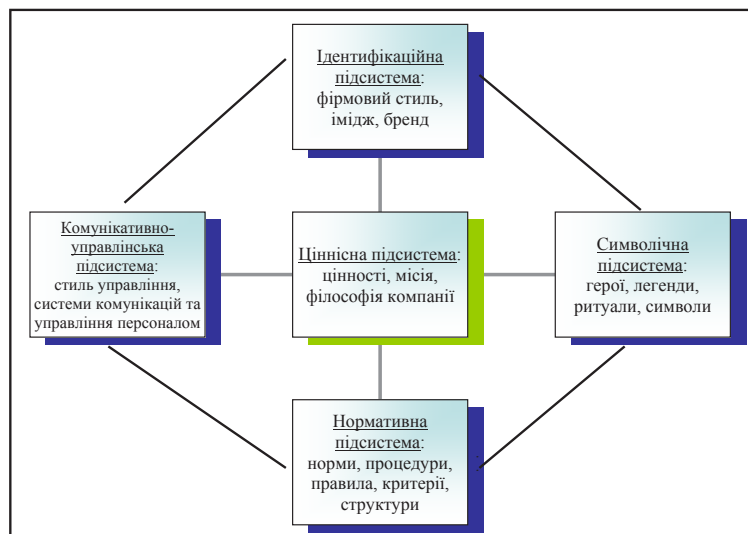 Ідентифікаційна
підсистема:
фірмовий стиль,
імідж, бренд
Комунікативно-
управлінська
підсистема:
стиль управління,
системи комунікацій та
управління персоналом
Ціннісна підсистема:
цінності, місія,
філософія компанії
Символічна
підсистема:
герої, легенди,
ритуали, символи
Нормативна
підсистема:
норми, процедури,
правила, критерії,
структури